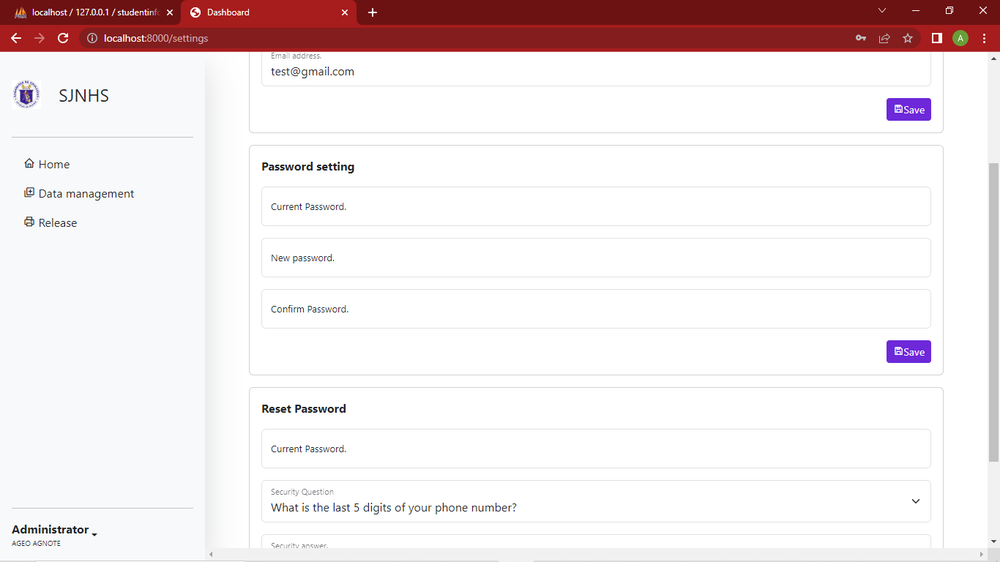 localhost / 127.0.0.1 / studentinfo
Dashboard
localhost:8000/settings
A
SJNHS
Home
Data management
Release
Administrator
AGEO AGNOTE
Email address.
test@gmail.com
Save
Password setting
Current Password.
New password.
Confirm Password.
Save
Reset Password
Current Password.
Security Question
What is the last 5 digits of your phone number?
Security answer.